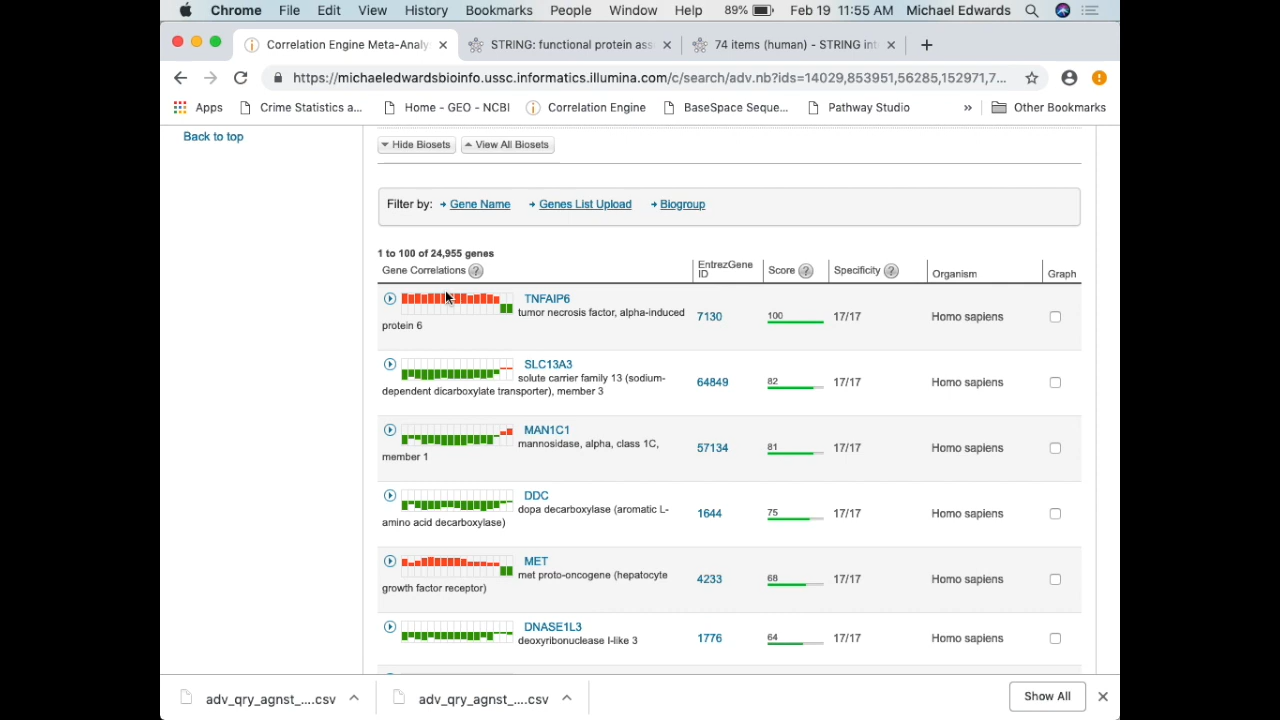 Chrome File Edit View History Bookmarks People Window Help 89% Feb 19 11:55 AM Michael Edwards
Correlation Engine Meta-Analy
STRING: functional protein ass
74 items (human) - STRING int
https://michaeledwardsbioinfo.ussc.informatics.illumina.com/c/search/adv.nb?ids=14029,853951,56285,152971,7...
Apps Crime Statistics a... Home - GEO - NCBI Correlation Engine BaseSpace Seque... Pathway Studio » Other Bookmarks
Back to top
Hide Biosets View All Biosets
Filter by: Gene Name Genes List Upload Biogroup
1 to 100 of 24,955 genes
Gene Correlations ? EntrezGene ID Score ? Specificity ? Organism Graph
TNFAIP6
tumor necrosis factor, alpha-induced
protein 6
7130 100 17/17 Homo sapiens
SLC13A3
solute carrier family 13 (sodium-
dependent dicarboxylate transporter), member 3
64849 82 17/17 Homo sapiens
MAN1C1
mannosidase, alpha, class 1C,
member 1
57134 81 17/17 Homo sapiens
DDC
dopa decarboxylase (aromatic L-
amino acid decarboxylase)
1644 75 17/17 Homo sapiens
MET
met proto-oncogene (hepatocyte
growth factor receptor)
4233 68 17/17 Homo sapiens
DNASE1L3
deoxyribonuclease I-like 3
1776 64 17/17 Homo sapiens
adv_qry_agnst_....csv adv_qry_agnst_....csv Show All